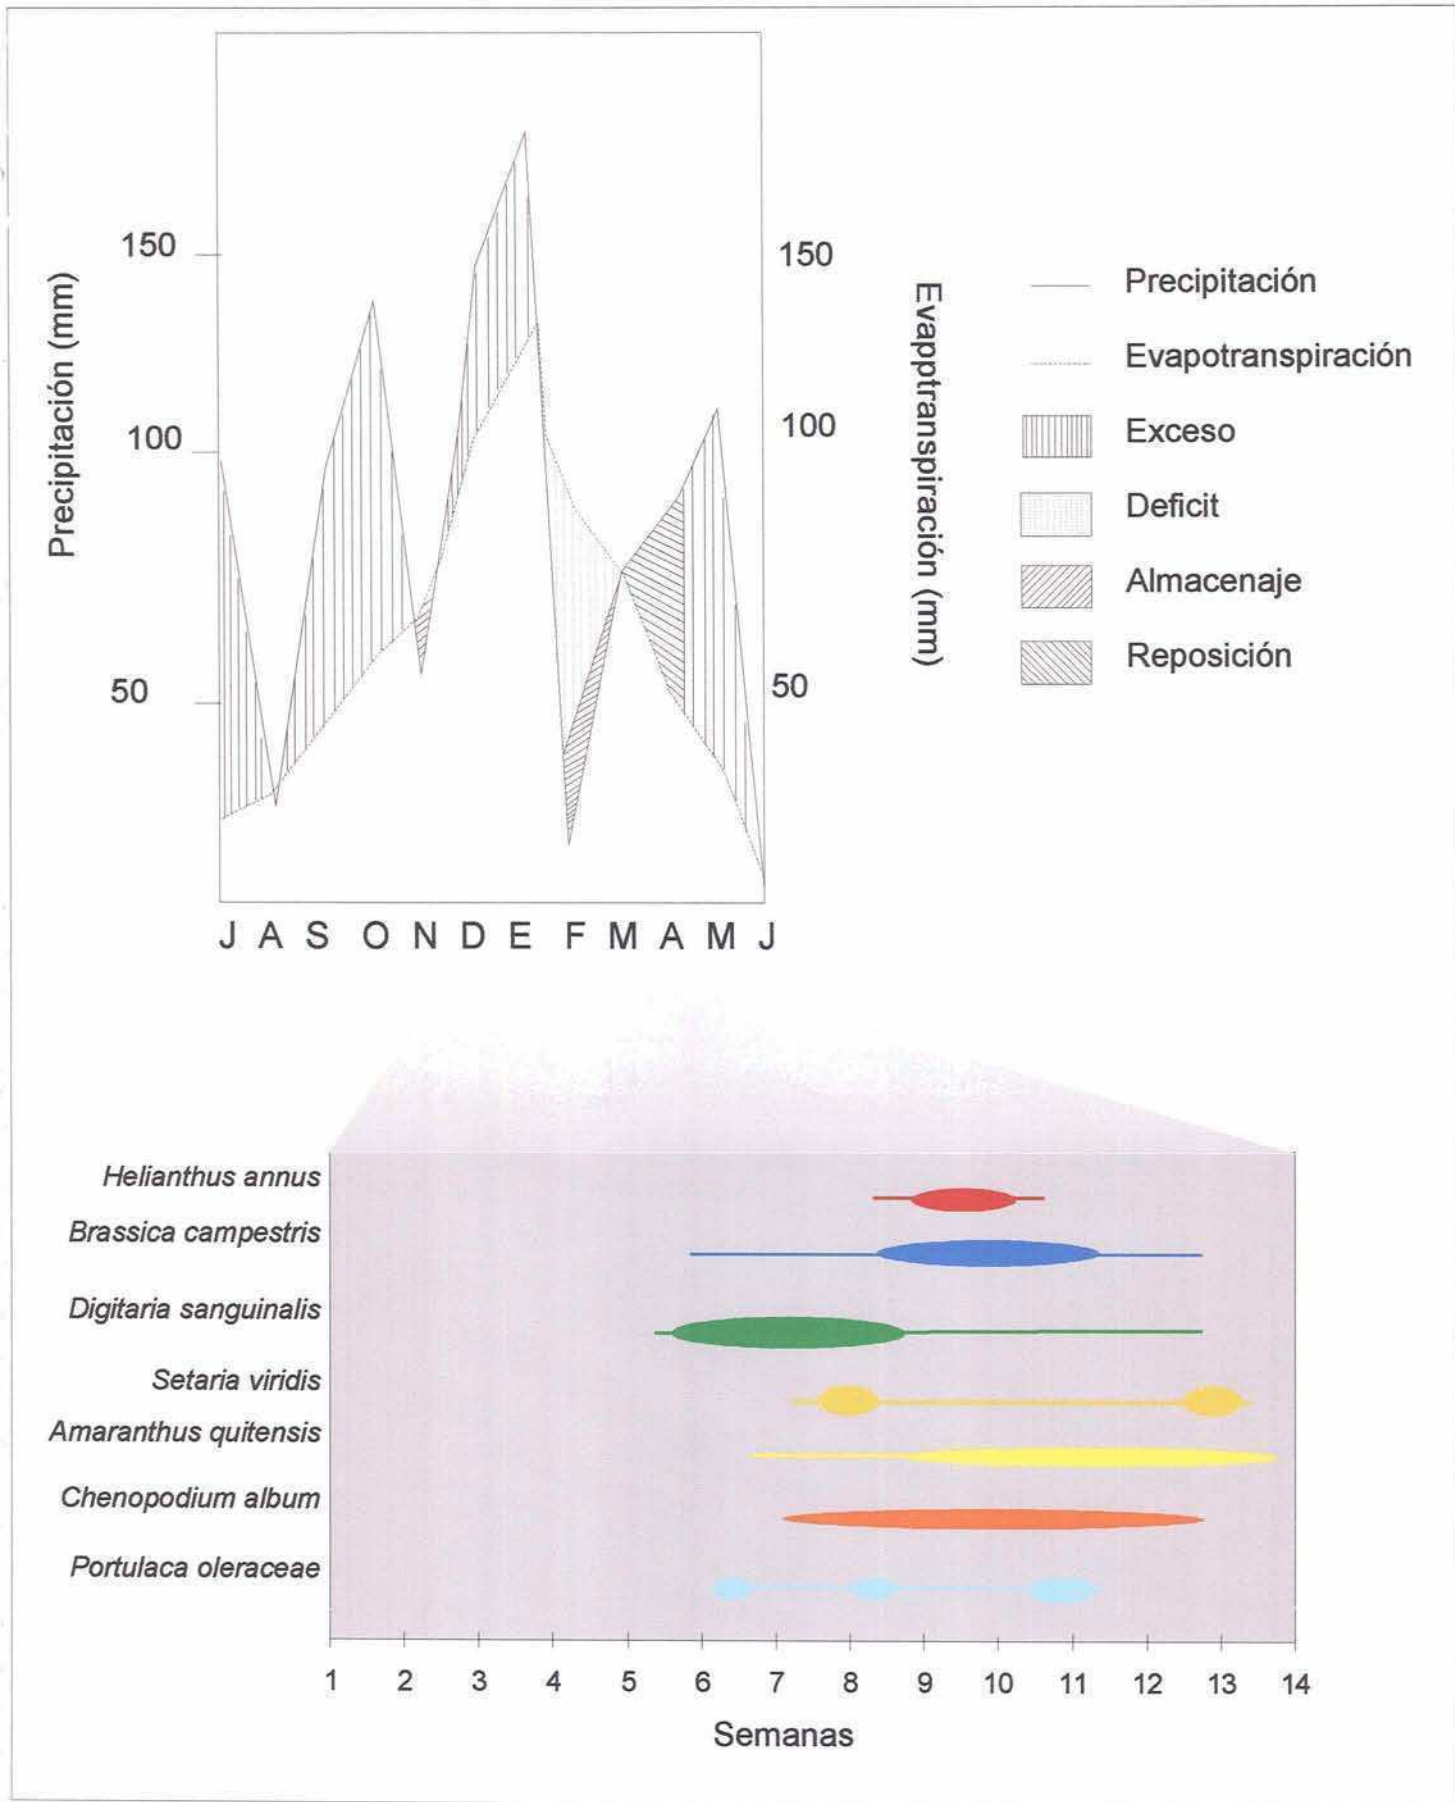 150
100
50
Precipitación (mm)
150
100
50
Evapptranspiración (mm)
Precipitación
Evapotranspiración
Exceso
Deficit
Almacenaje
Reposición
J A S O N D E F M A M J
Helianthus annus
Brassica campestris
Digitaria sanguinalis
Setaria viridis
Amaranthus quitensis
Chenopodium album
Portulaca oleraceae
1 2 3 4 5 6 7 8 9 10 11 12 13 14
Semanas